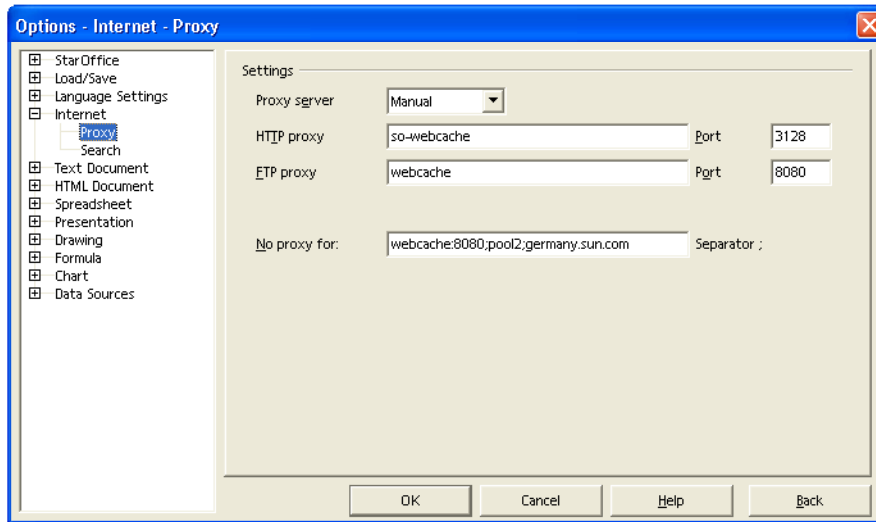 Options - Internet - Proxy
StarOffice
Load/Save
Language Settings
Internet
Proxy
Search
Text Document
HTML Document
Spreadsheet
Presentation
Drawing
Formula
Chart
Data Sources
Settings
Proxy server Manual
HTTP proxy so-webcache Port 3128
FTP proxy webcache Port 8080
No proxy for: webcache:8080;pool2;germany.sun.com Separator ;
OK Cancel Help Back